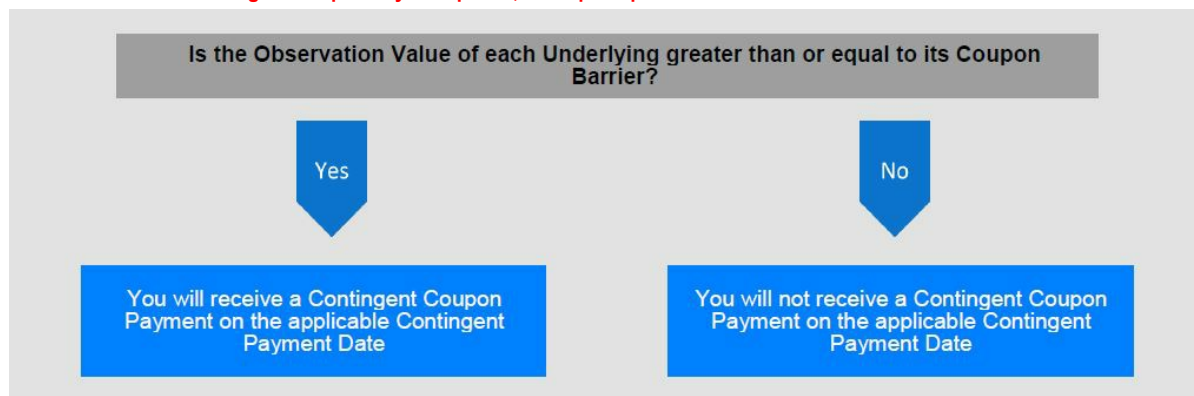 Is the Observation Value of each Underlying greater than or equal to its Coupon
Barrier?
Yes
No
You will receive a Contingent Coupon
Payment on the applicable Contingent
Payment Date
You will not receive a Contingent Coupon
Payment on the applicable Contingent
Payment Date